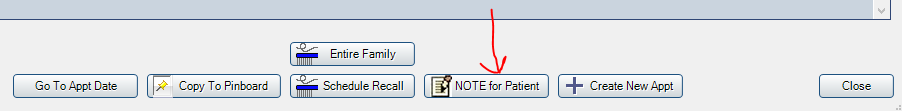 Entire Family
Go To Appt Date Copy To Pinboard Schedule Recall NOTE for Patient Create New Appt Close